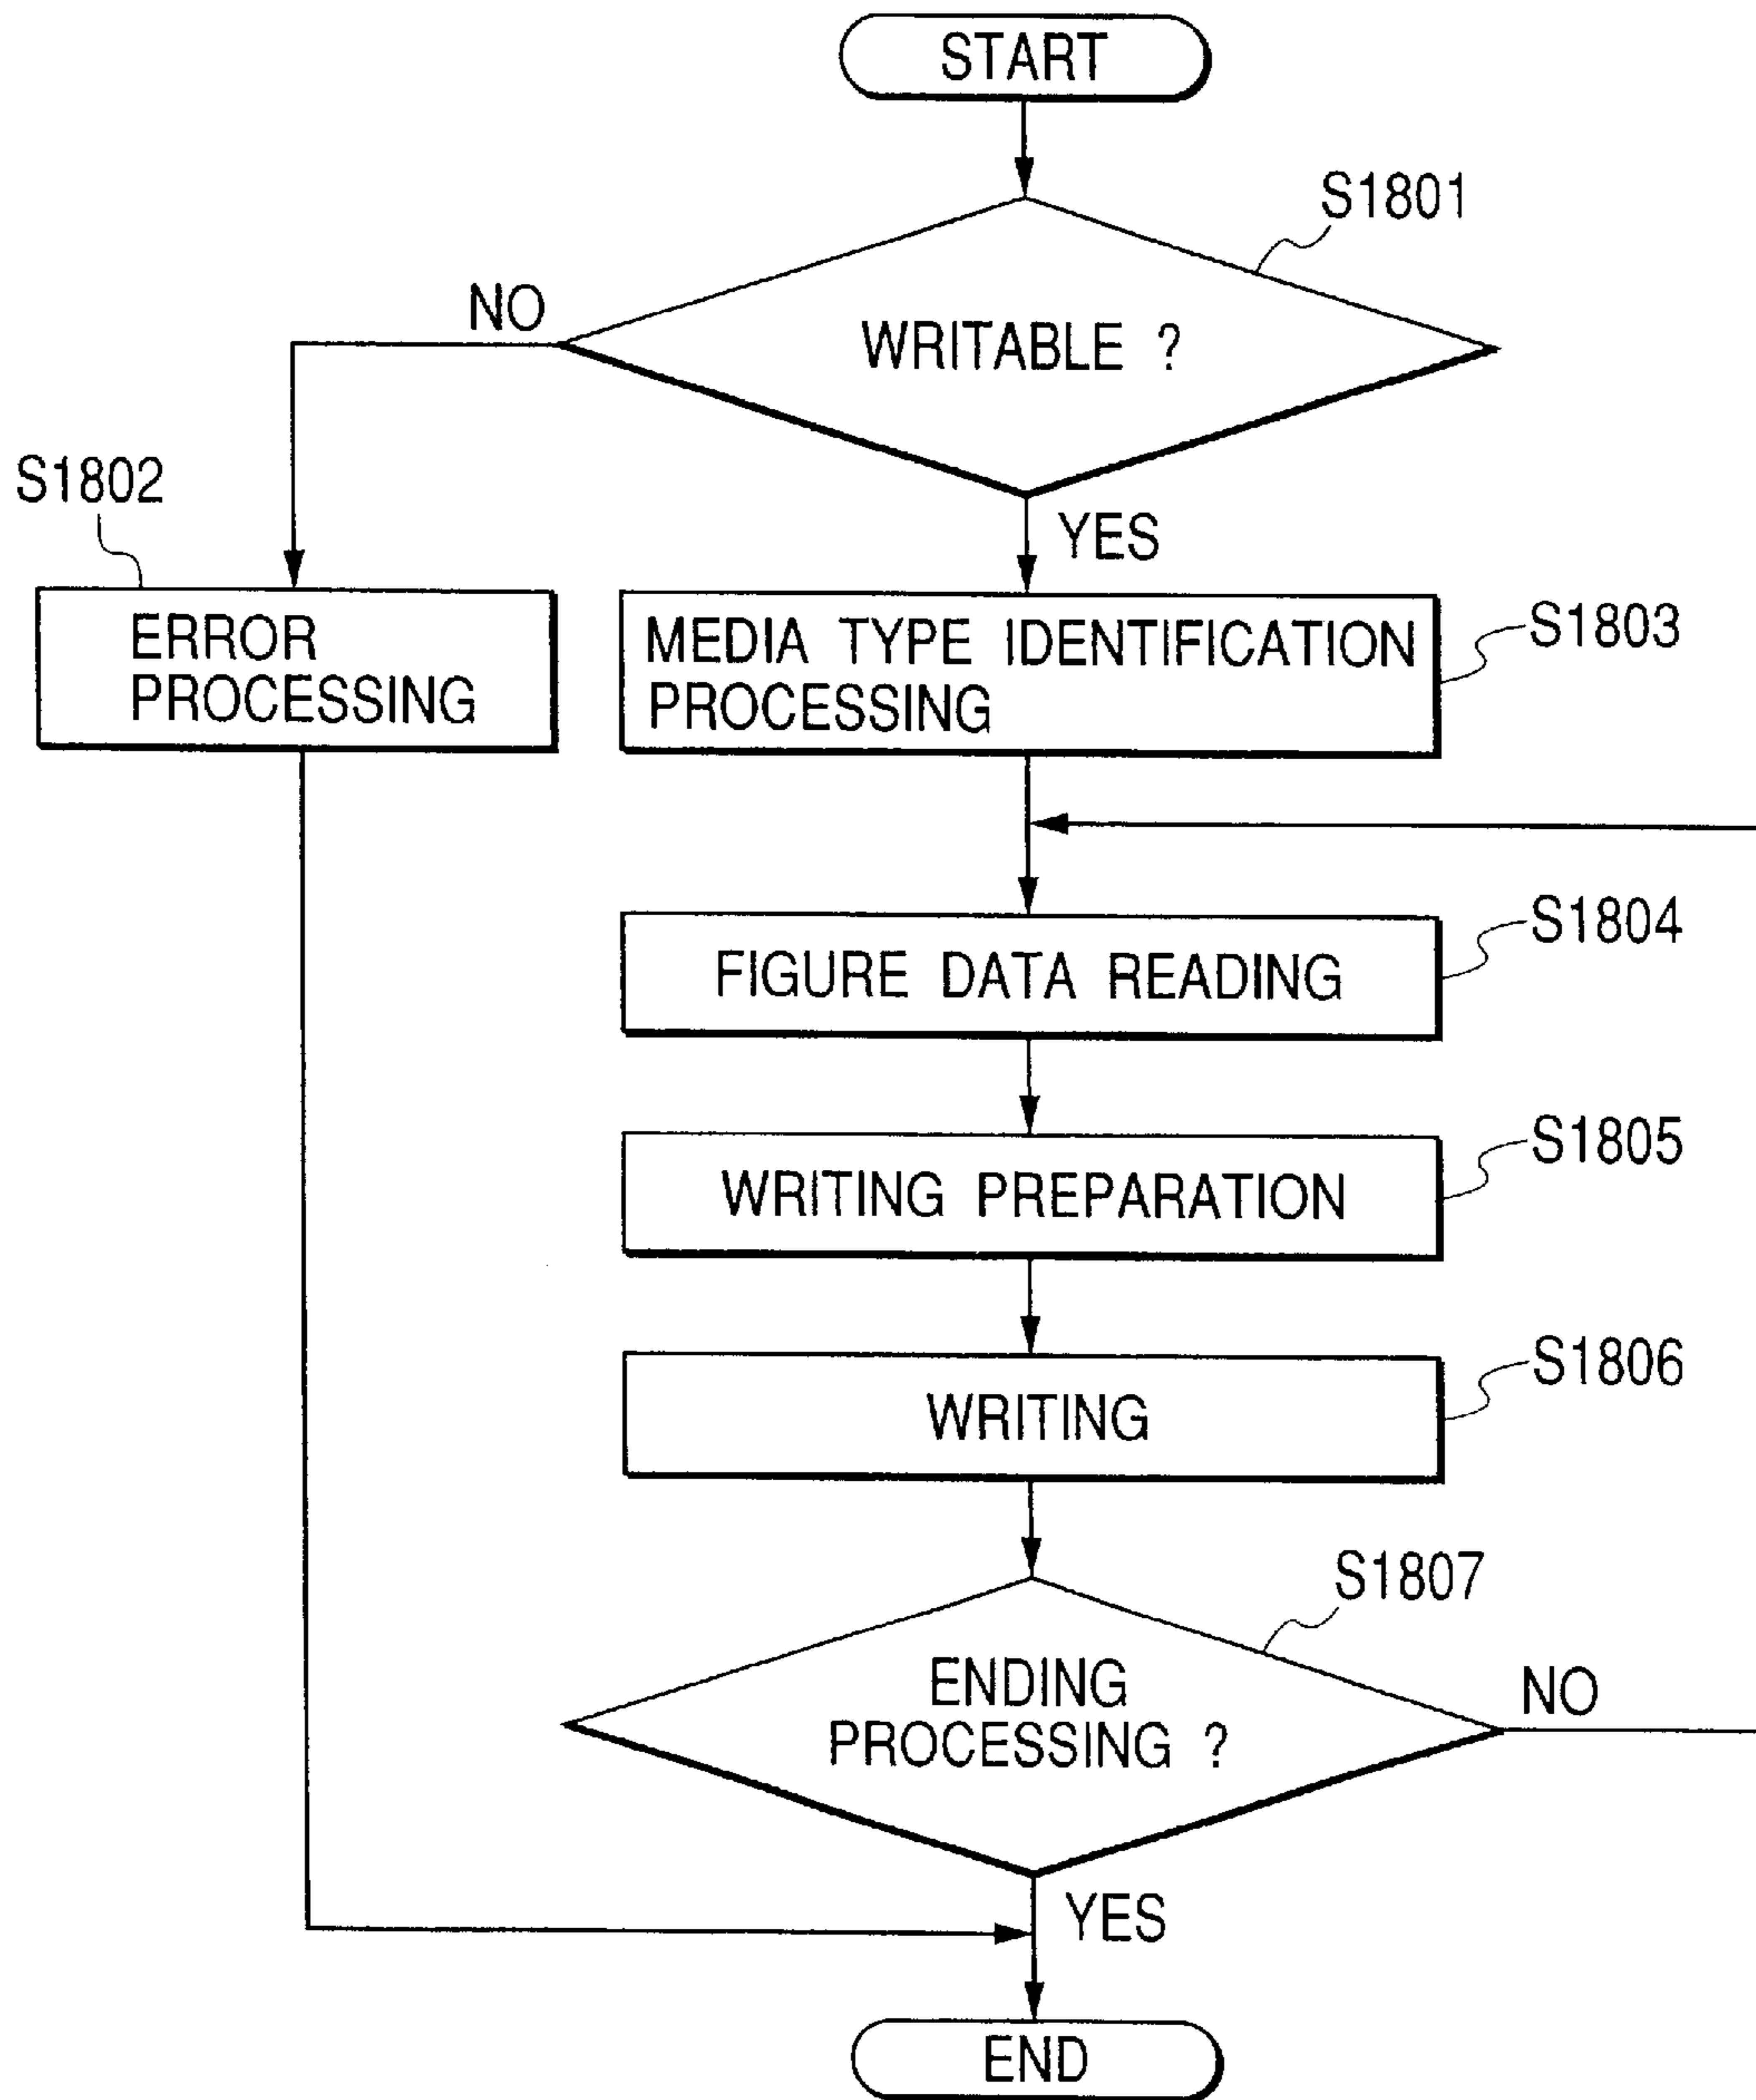 START
S1801
NO
WRITABLE ?
S1802
YES
ERROR
PROCESSING
MEDIA TYPE IDENTIFICATION
PROCESSING
S1803
S1804
FIGURE DATA READING
S1805
WRITING PREPARATION
S1806
WRITING
S1807
ENDING
PROCESSING ?
NO
YES
END